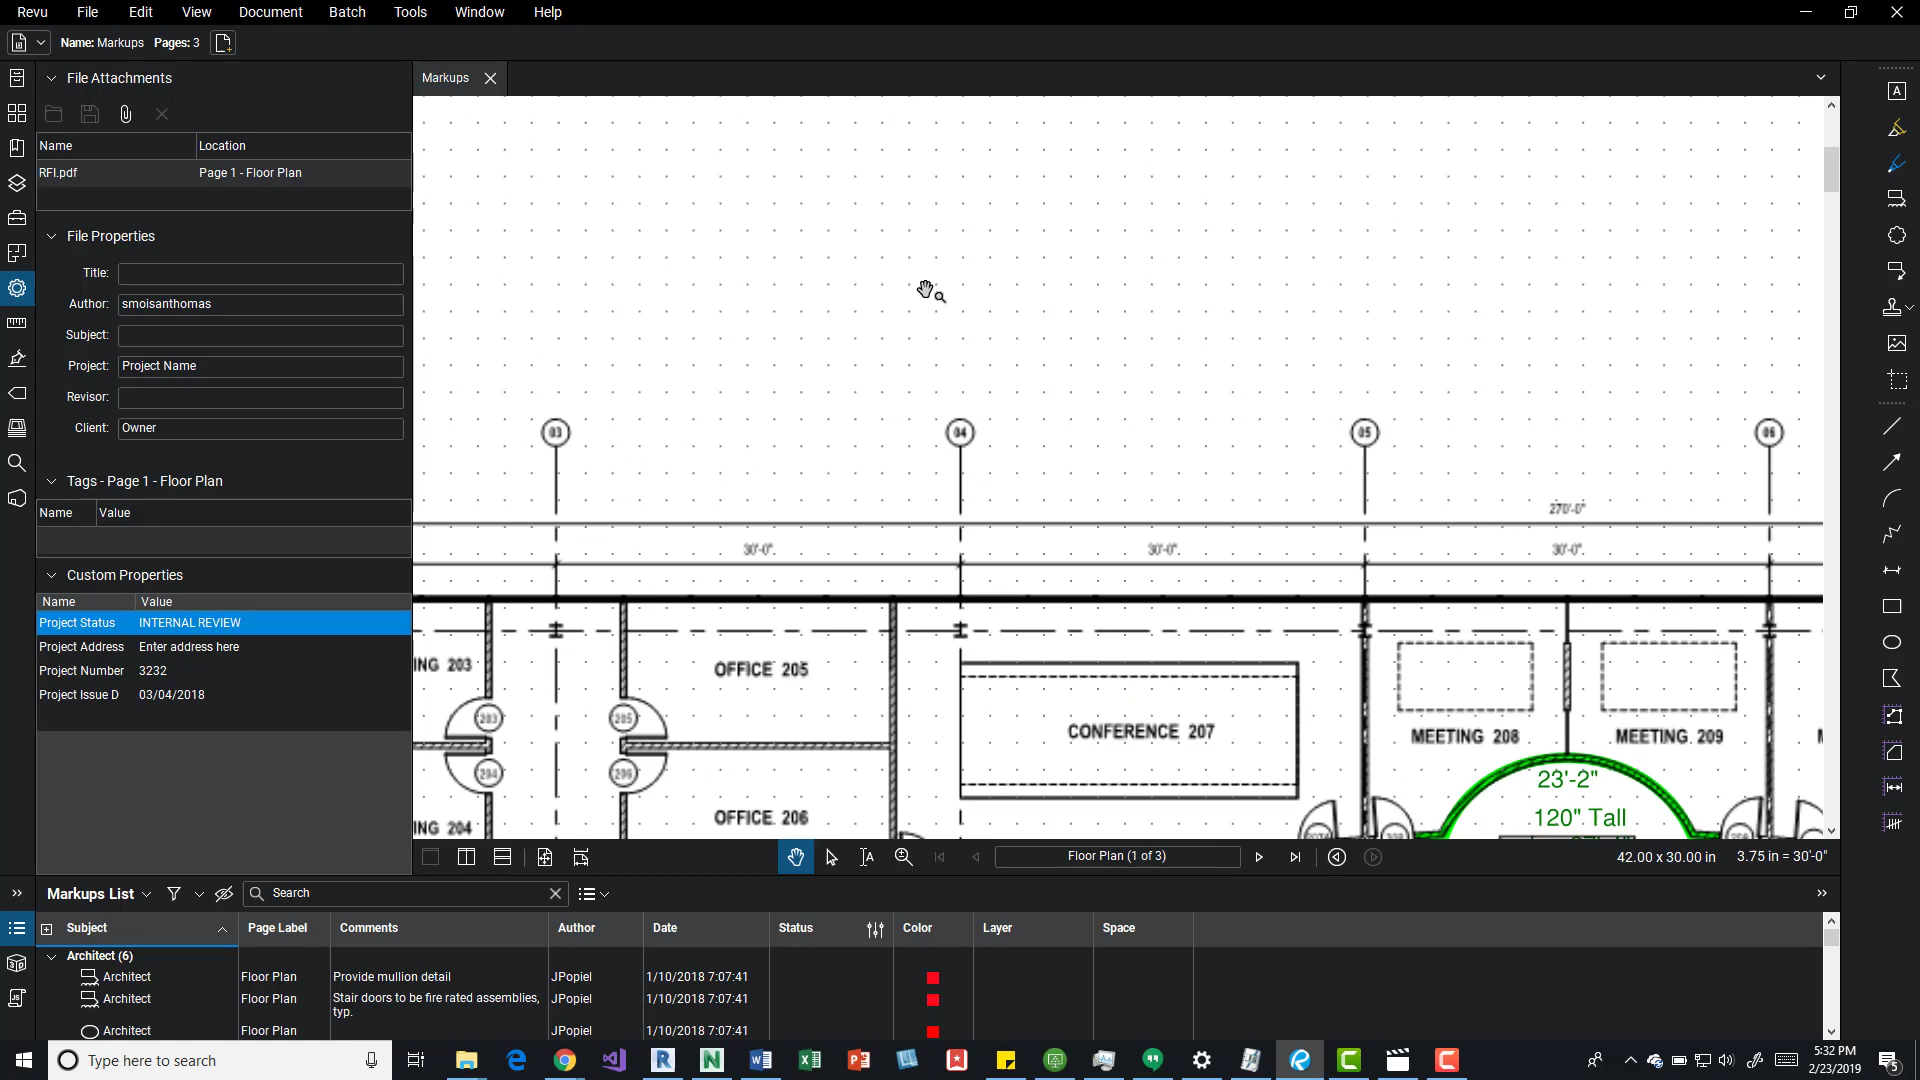 Revu File Edit View Document Batch Tools Window Help
Name: Markups Pages: 3
File Attachments
Name Location
RFI.pdf Page 1 - Floor Plan
File Properties
Title:
Author: smoisanthomas
Subject:
Project: Project Name
Revisor:
Client: Owner
Tags - Page 1 - Floor Plan
Name Value
Custom Properties
Name Value
Project Status INTERNAL REVIEW
Project Address Enter address here
Project Number 3232
Project Issue D 03/04/2018
Markups
03 04 05 06
270'-0"
30'-0" 30'-0" 30'-0"
ING 203 OFFICE 205
CONFERENCE 207
MEETING 208 MEETING 209
203 205
204 206
23'-2"
120" Tall
ING 204 OFFICE 206
Floor Plan (1 of 3) 42.00 x 30.00 in 3.75 in = 30'-0"
Markups List Search
Subject Page Label Comments Author Date Status Color Layer Space
Architect (6)
Architect Floor Plan Provide mullion detail JPopiel 1/10/2018 7:07:41
Architect Floor Plan Stair doors to be fire rated assemblies, JPopiel 1/10/2018 7:07:41
typ.
Architect Floor Plan JPopiel 1/10/2018 7:07:41
Type here to search
5:32 PM
2/23/2019
5